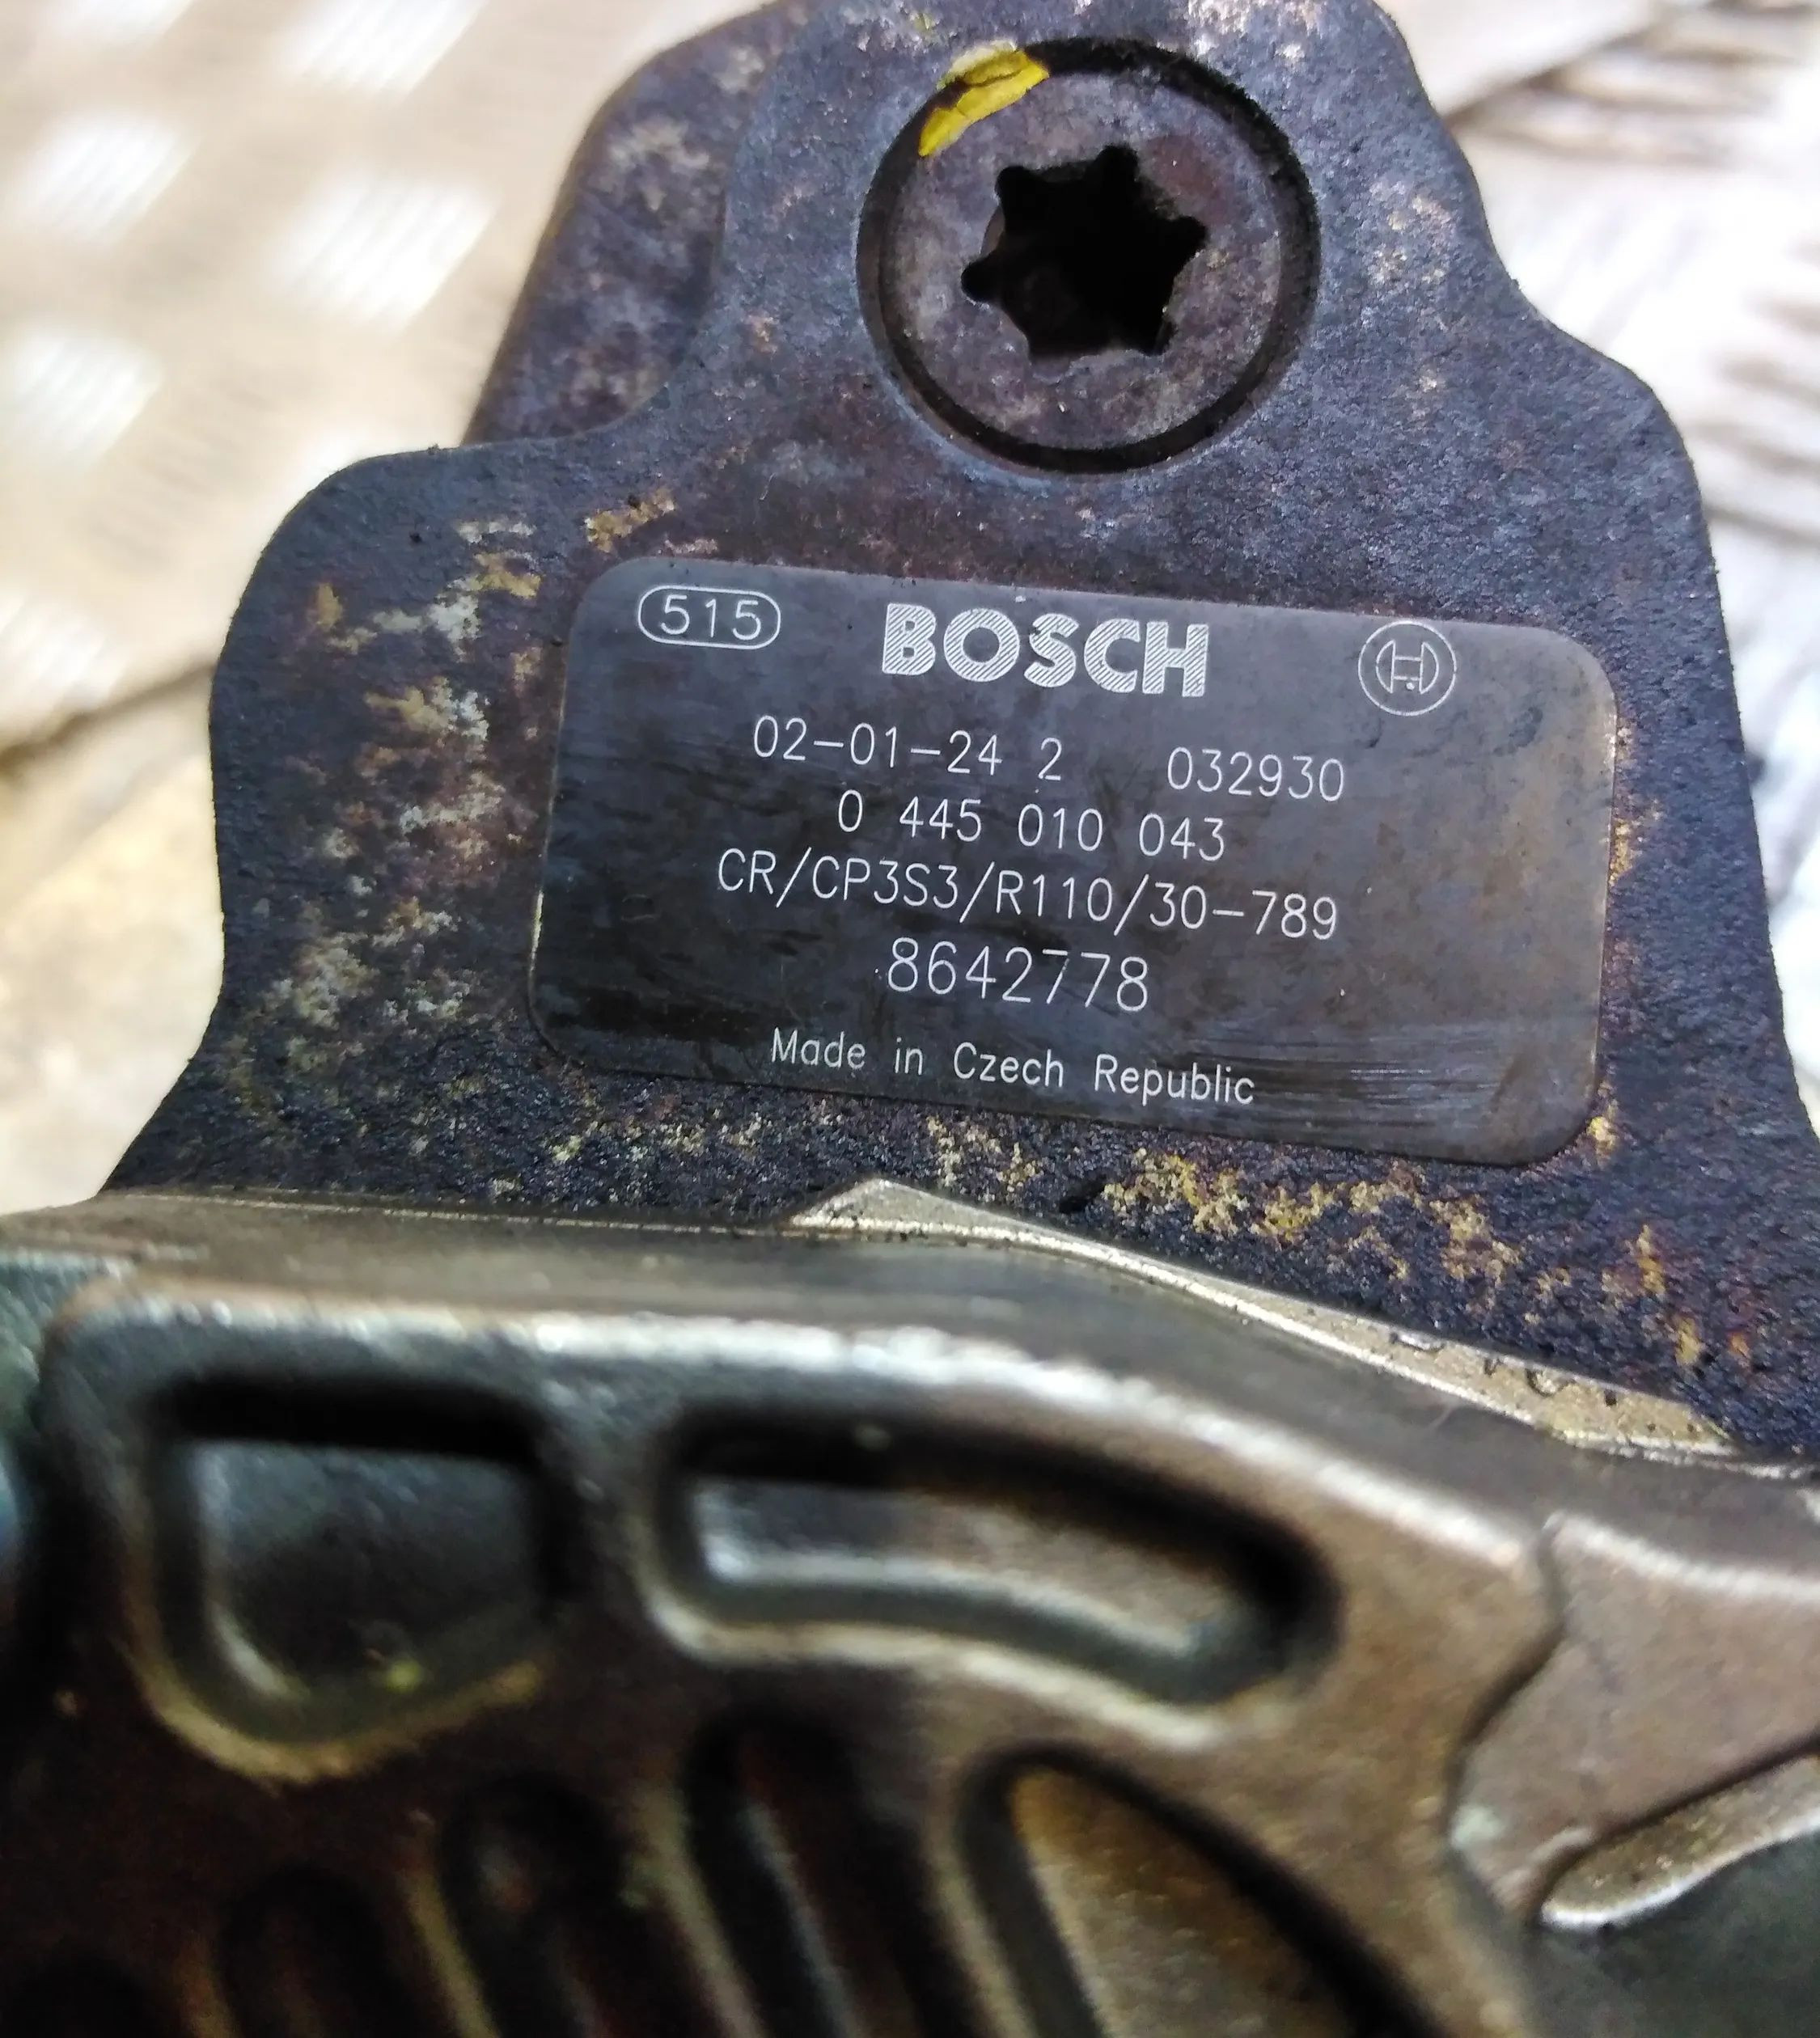 515 BOSCH
02-01-24 2 032930
0 445 010 043
CR/CP3S3/R110/30-789
8642778
Made in Czech Republic